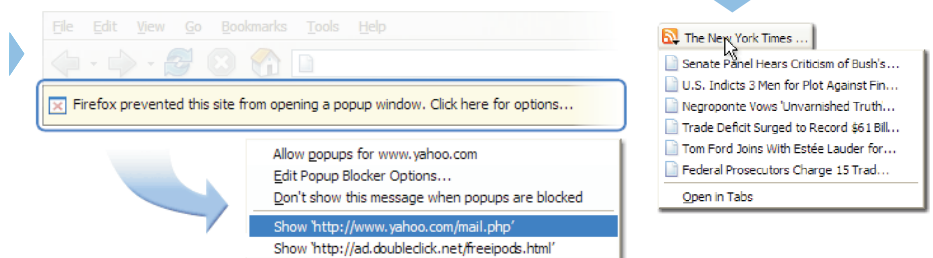 File Edit View Go Bookmarks Tools Help
Firefox prevented this site from opening a popup window. Click here for options...
Allow popups for www.yahoo.com
Edit Popup Blocker Options...
Don't show this message when popups are blocked
Show 'http://www.yahoo.com/mail.php'
Show 'http://ad.doubleclick.net/freeipods.html'
The New York Times ...
Senate Panel Hears Criticism of Bush's...
U.S. Indicts 3 Men for Plot Against Fin...
Negroponte Vows 'Unvarnished Truth...
Trade Deficit Surged to Record $61 Bill...
Tom Ford Joins With Estée Lauder for...
Federal Prosecutors Charge 15 Trad...
Open in Tabs